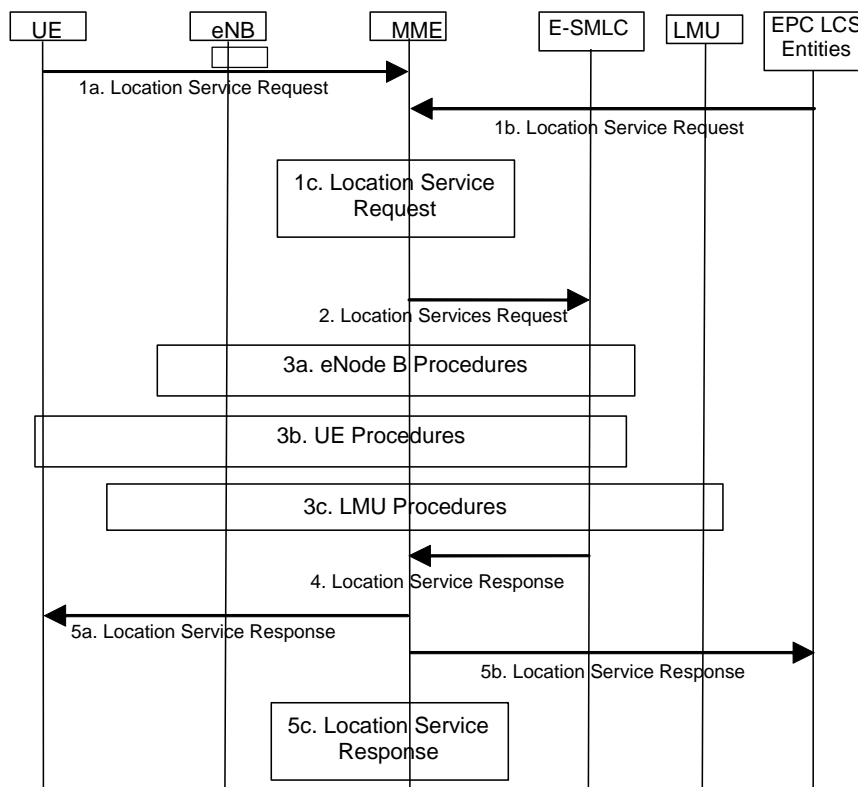 UE
eNB
MME
E-SMLC
LMU
EPC LCS
Entities
1a. Location Service Request
1b. Location Service Request
1c. Location Service
Request
2. Location Services Request
3a. eNode B Procedures
3b. UE Procedures
3c. LMU Procedures
4. Location Service Response
5a. Location Service Response
5b. Location Service Response
5c. Location Service
Response